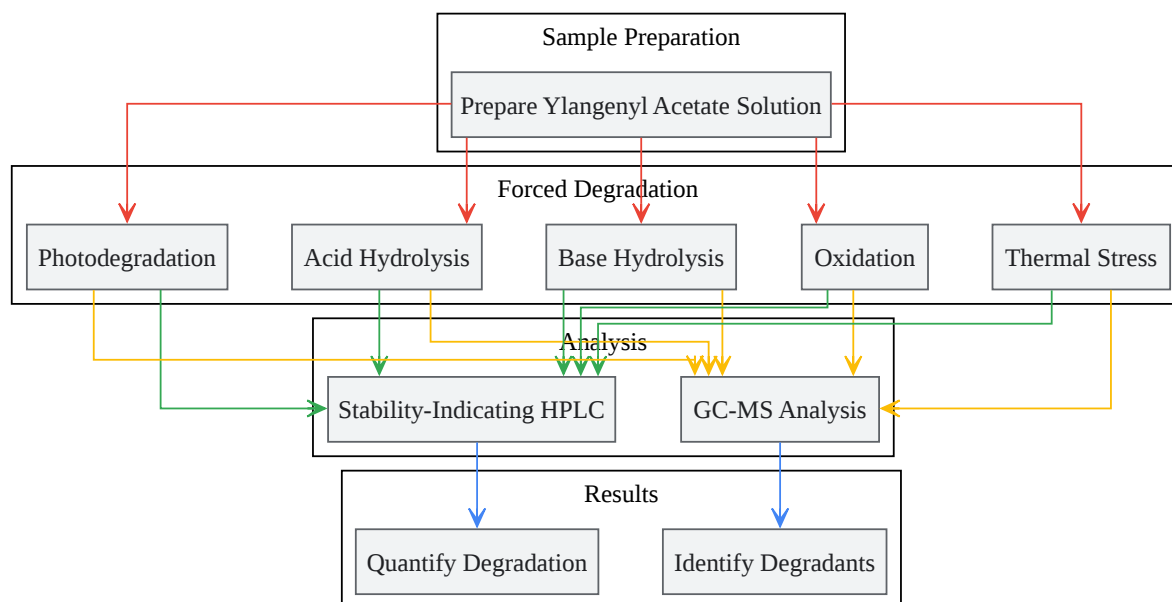 Sample Preparation
Prepare Ylangenyl Acetate Solution
Forced Degradation
Photodegradation
Acid Hydrolysis
Base Hydrolysis
Oxidation
Thermal Stress
Analysis
Stability-Indicating HPLC
GC-MS Analysis
Results
Quantify Degradation
Identify Degradants